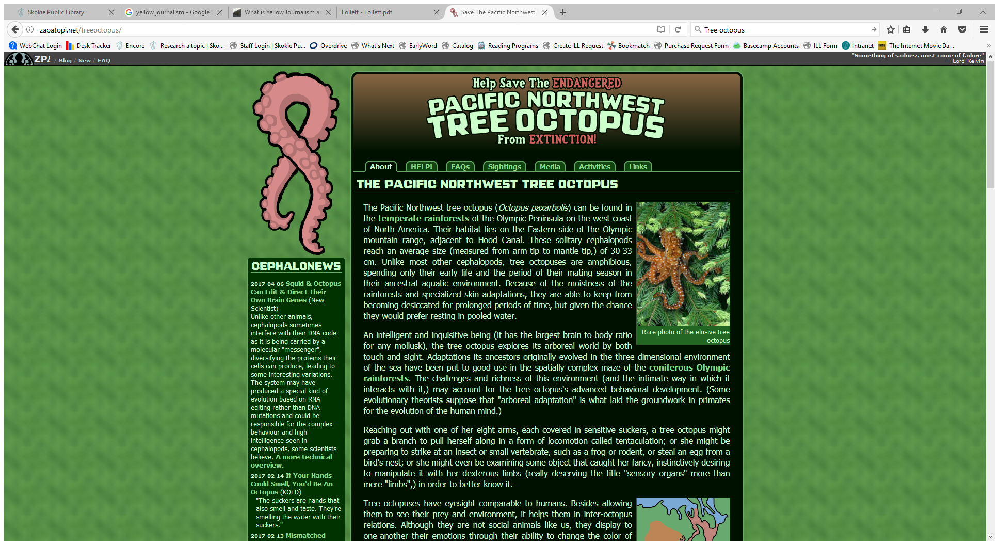 Skokie Public Library
yellow journalism - Google S
What is Yellow Journalism an
Follett - Follett.pdf
Save The Pacific Northwest T
zapatopi.net/treeoctopus/
Tree octopus
WebChat Login
Desk Tracker
Encore
Research a topic | Sko...
Staff Login | Skokie Pu...
Overdrive
What's Next
EarlyWord
Catalog
Reading Programs
Create ILL Request
Bookmatch
Purchase Request Form
Basecamp Accounts
ILL Form
Intranet
IMDb
The Internet Movie Da...
ZPi / Blog / New / FAQ
"Something of sadness must come of failure"
—Lord Kelvin
Help Save The ENDANGERED
PACIFIC NORTHWEST
TREE OCTOPUS
From EXTINCTION!
About
HELP!
FAQs
Sightings
Media
Activities
Links
THE PACIFIC NORTHWEST TREE OCTOPUS
The Pacific Northwest tree octopus (Octopus paxarbolis) can be found in
the temperate rainforests of the Olympic Peninsula on the west coast
of North America. Their habitat lies on the Eastern side of the Olympic
mountain range, adjacent to Hood Canal. These solitary cephalopods
reach an average size (measured from arm-tip to mantle-tip,) of 30-33
cm. Unlike most other cephalopods, tree octopuses are amphibious,
spending only their early life and the period of their mating season in
their ancestral aquatic environment. Because of the moistness of the
rainforests and specialized skin adaptations, they are able to keep from
becoming desiccated for prolonged periods of time, but given the chance
they would prefer resting in pooled water.
Rare photo of the elusive tree
octopus
An intelligent and inquisitive being (it has the largest brain-to-body ratio
for any mollusk), the tree octopus explores its arboreal world by both
touch and sight. Adaptations its ancestors originally evolved in the three dimensional environment
of the sea have been put to good use in the spatially complex maze of the coniferous Olympic
rainforests. The challenges and richness of this environment (and the intimate way in which it
interacts with it,) may account for the tree octopus's advanced behavioral development. (Some
evolutionary theorists suppose that "arboreal adaptation" is what laid the groundwork in primates
for the evolution of the human mind.)
Reaching out with one of her eight arms, each covered in sensitive suckers, a tree octopus might
grab a branch to pull herself along in a form of locomotion called tentaculation; or she might be
preparing to strike at an insect or small vertebrate, such as a frog or rodent, or steal an egg from a
bird's nest; or she might even be examining some object that caught her fancy, instinctively desiring
to manipulate it with her dexterous limbs (really deserving the title "sensory organs" more than
mere "limbs",) in order to better know it.
Tree octopuses have eyesight comparable to humans. Besides allowing
them to see their prey and environment, it helps them in inter-octopus
relations. Although they are not social animals like us, they display to
one-another their emotions through their ability to change the color of
CEPHALONEWS
2017-04-06 Squid & Octopus
Can Edit & Direct Their
Own Brain Genes (New
Scientist)
Unlike other animals,
cephalopods sometimes
interfere with their DNA code
as it is being carried by a
molecular "messenger",
diversifying the proteins their
cells can produce, leading to
some interesting variations.
The system may have
produced a special kind of
evolution based on RNA
editing rather than DNA
mutations and could be
responsible for the complex
behaviour and high
intelligence seen in
cephalopods, some scientists
believe. A more technical
overview.
2017-02-14 If Your Hands
Could Smell, You'd Be An
Octopus (KQED)
"The suckers are hands that
also smell and taste. They're
smelling the water with their
suckers."
2017-02-13 Mismatched